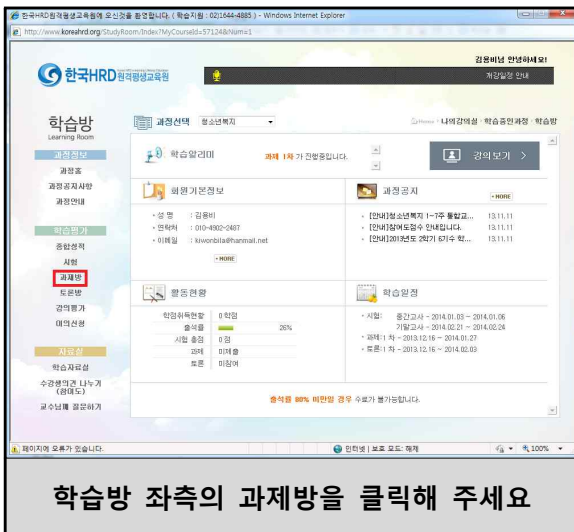 한국HRD원격평생교육원에 오신것을 환영합니다. ( 학습지원 : 02)1644-4885 ) - Windows Internet Explorer
http://www.koreahrd.org/StudyRoom/Index?MyCourseId=57124&Num=1
김용비님 안녕하세요!
한국HRD원격평생교육원
개강일정 안내
학습방
Learning Room
과정선택 청소년복지
나의강의실 · 학습중인과정 · 학습방
과정정보
과정홈
과정공지사항
과정안내
학습평가
종합성적
시험
과제방
토론방
강의평가
이의신청
자료실
학습자료실
수강생의견 나누기
(참여도)
교수님께 질문하기
학습알리미
과제 1차 가 진행중입니다.
강의보기
회원기본정보
· 성 명 : 김용비
· 연락처 : 010-4902-2487
· 이메일 : kiwonbila@hanmail.net
• MORE
과정공지
• MORE
· [안내]청소년복지 1~7주 통합교... 13.11.11
· [안내]참여도점수 안내입니다. 13.11.11
· [안내]2013년도 2학기 6기수 학... 13.11.11
활동현황
학점취득현황 0 학점
출석률 26%
시험 총점 0 점
과제 미제출
토론 미참여
학습일정
· 시험: 중간고사 - 2014.01.03 ~ 2014.01.06
기말고사 - 2014.02.21 ~ 2014.02.24
· 과제:1 차 - 2013.12.16 ~ 2014.01.27
· 토론:1 차 - 2013.12.16 ~ 2014.02.03
출석률 80% 미만일 경우 수료가 불가능합니다.
페이지에 오류가 있습니다.
인터넷 | 보호 모드: 해제
100%
학습방 좌측의 과제방을 클릭해 주세요